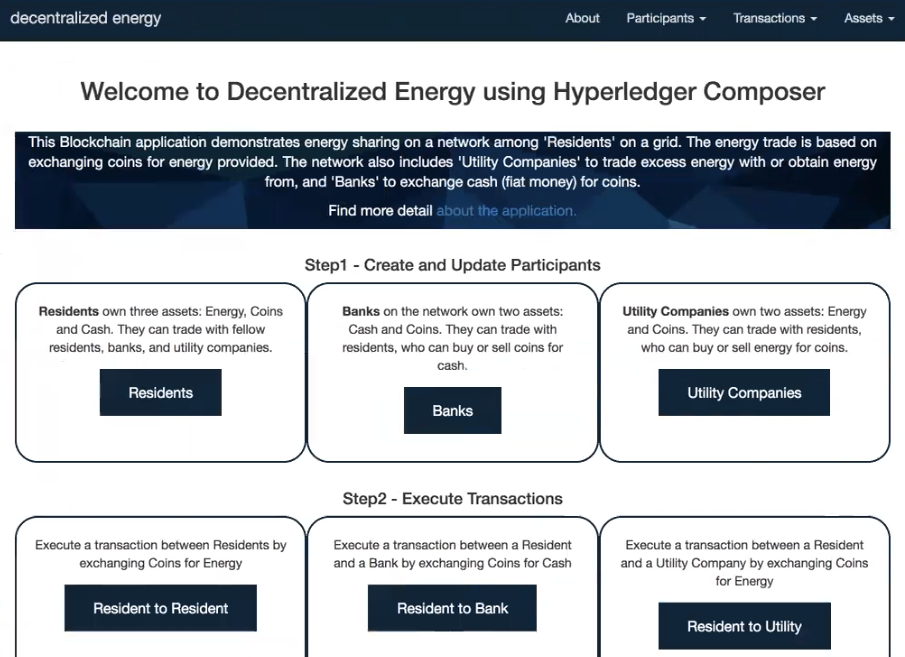 decentralized energy
About Participants Transactions Assets
Welcome to Decentralized Energy using Hyperledger Composer
This Blockchain application demonstrates energy sharing on a network among 'Residents' on a grid. The energy trade is based on
exchanging coins for energy provided. The network also includes 'Utility Companies' to trade excess energy with or obtain energy
from, and 'Banks' to exchange cash (fiat money) for coins.
Find more detail about the application.
Step1 - Create and Update Participants
Residents own three assets: Energy, Coins
and Cash. They can trade with fellow
residents, banks, and utility companies.
Residents
Banks on the network own two assets:
Cash and Coins. They can trade with
residents, who can buy or sell coins for
cash.
Banks
Utility Companies own two assets: Energy
and Coins. They can trade with residents,
who can buy or sell energy for coins.
Utility Companies
Step2 - Execute Transactions
Execute a transaction between Residents by
exchanging Coins for Energy
Resident to Resident
Execute a transaction between a Resident
and a Bank by exchanging Coins for Cash
Resident to Bank
Execute a transaction between a Resident
and a Utility Company by exchanging Coins
for Energy
Resident to Utility